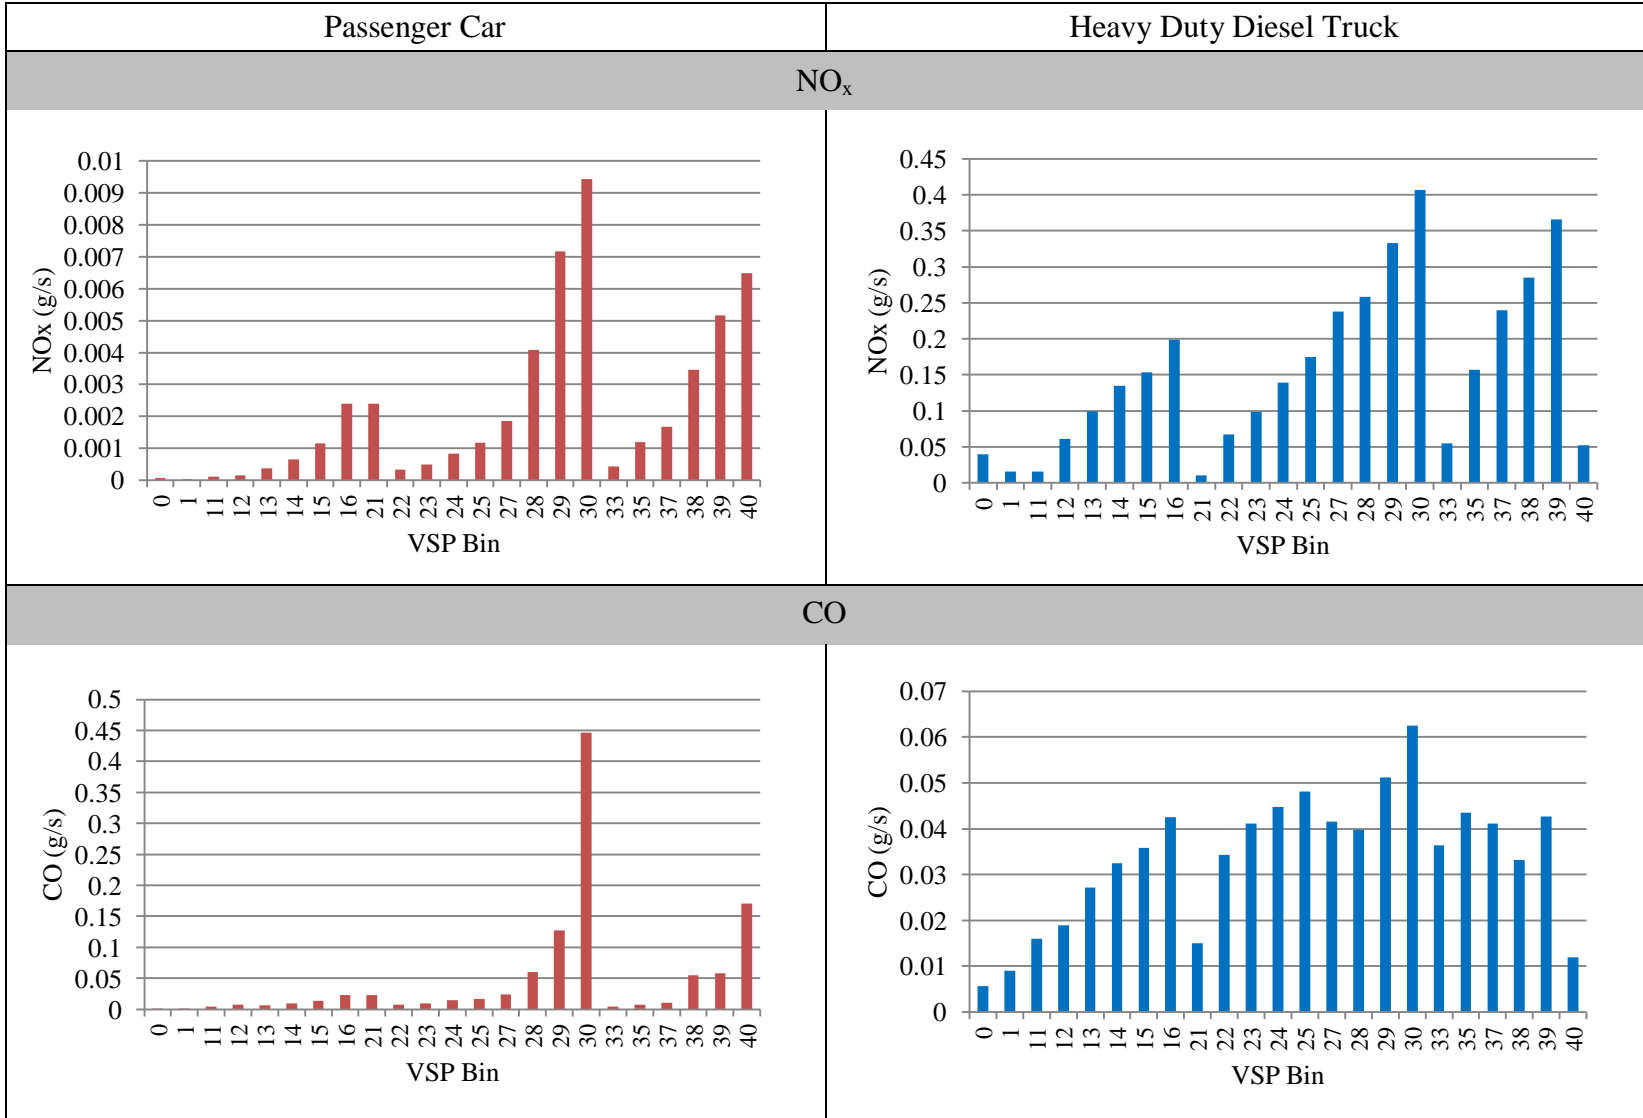 Passenger Car
Heavy Duty Diesel Truck
NOx
0.01
0.009
0.008
0.007
0.006
0.005
0.004
0.003
0.002
0.001
0
NOx (g/s)
0 1 11 12 13 14 15 16 21 22 23 24 25 27 28 29 30 33 35 37 38 39 40
VSP Bin
0.45
0.4
0.35
0.3
0.25
0.2
0.15
0.1
0.05
0
NOx (g/s)
0 1 11 12 13 14 15 16 21 22 23 24 25 27 28 29 30 33 35 37 38 39 40
VSP Bin
CO
0.5
0.45
0.4
0.35
0.3
0.25
0.2
0.15
0.1
0.05
0
CO (g/s)
0 1 11 12 13 14 15 16 21 22 23 24 25 27 28 29 30 33 35 37 38 39 40
VSP Bin
0.07
0.06
0.05
0.04
0.03
0.02
0.01
0
CO (g/s)
0 1 11 12 13 14 15 16 21 22 23 24 25 27 28 29 30 33 35 37 38 39 40
VSP Bin